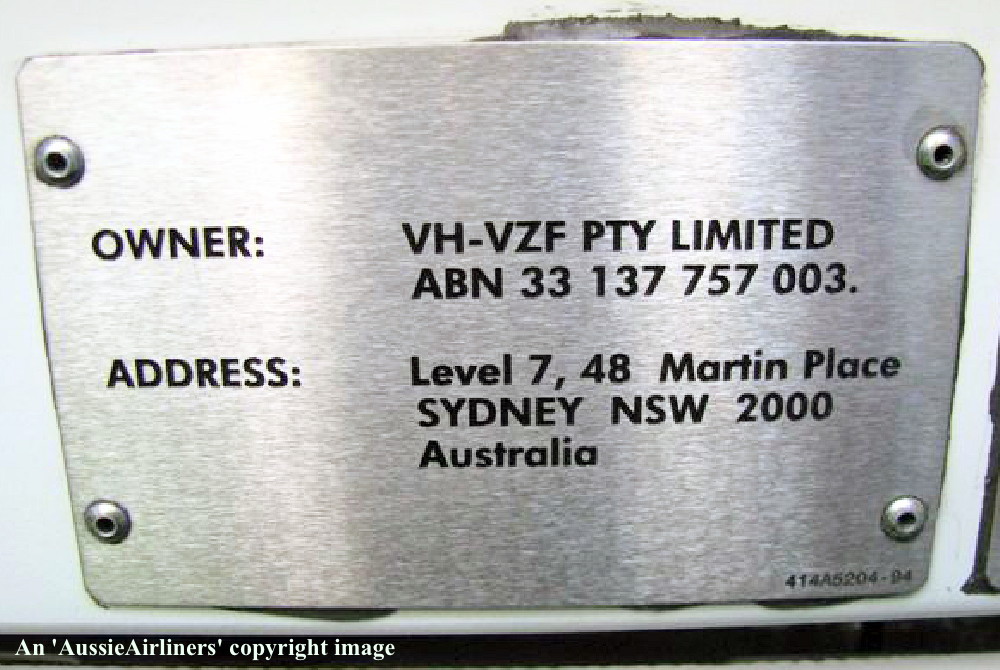 OWNER: VH-VZF PTY LIMITED
ABN 33 137 757 003.
ADDRESS: Level 7, 48 Martin Place
SYDNEY NSW 2000
Australia
414A5204-94
An 'AussieAirliners' copyright image